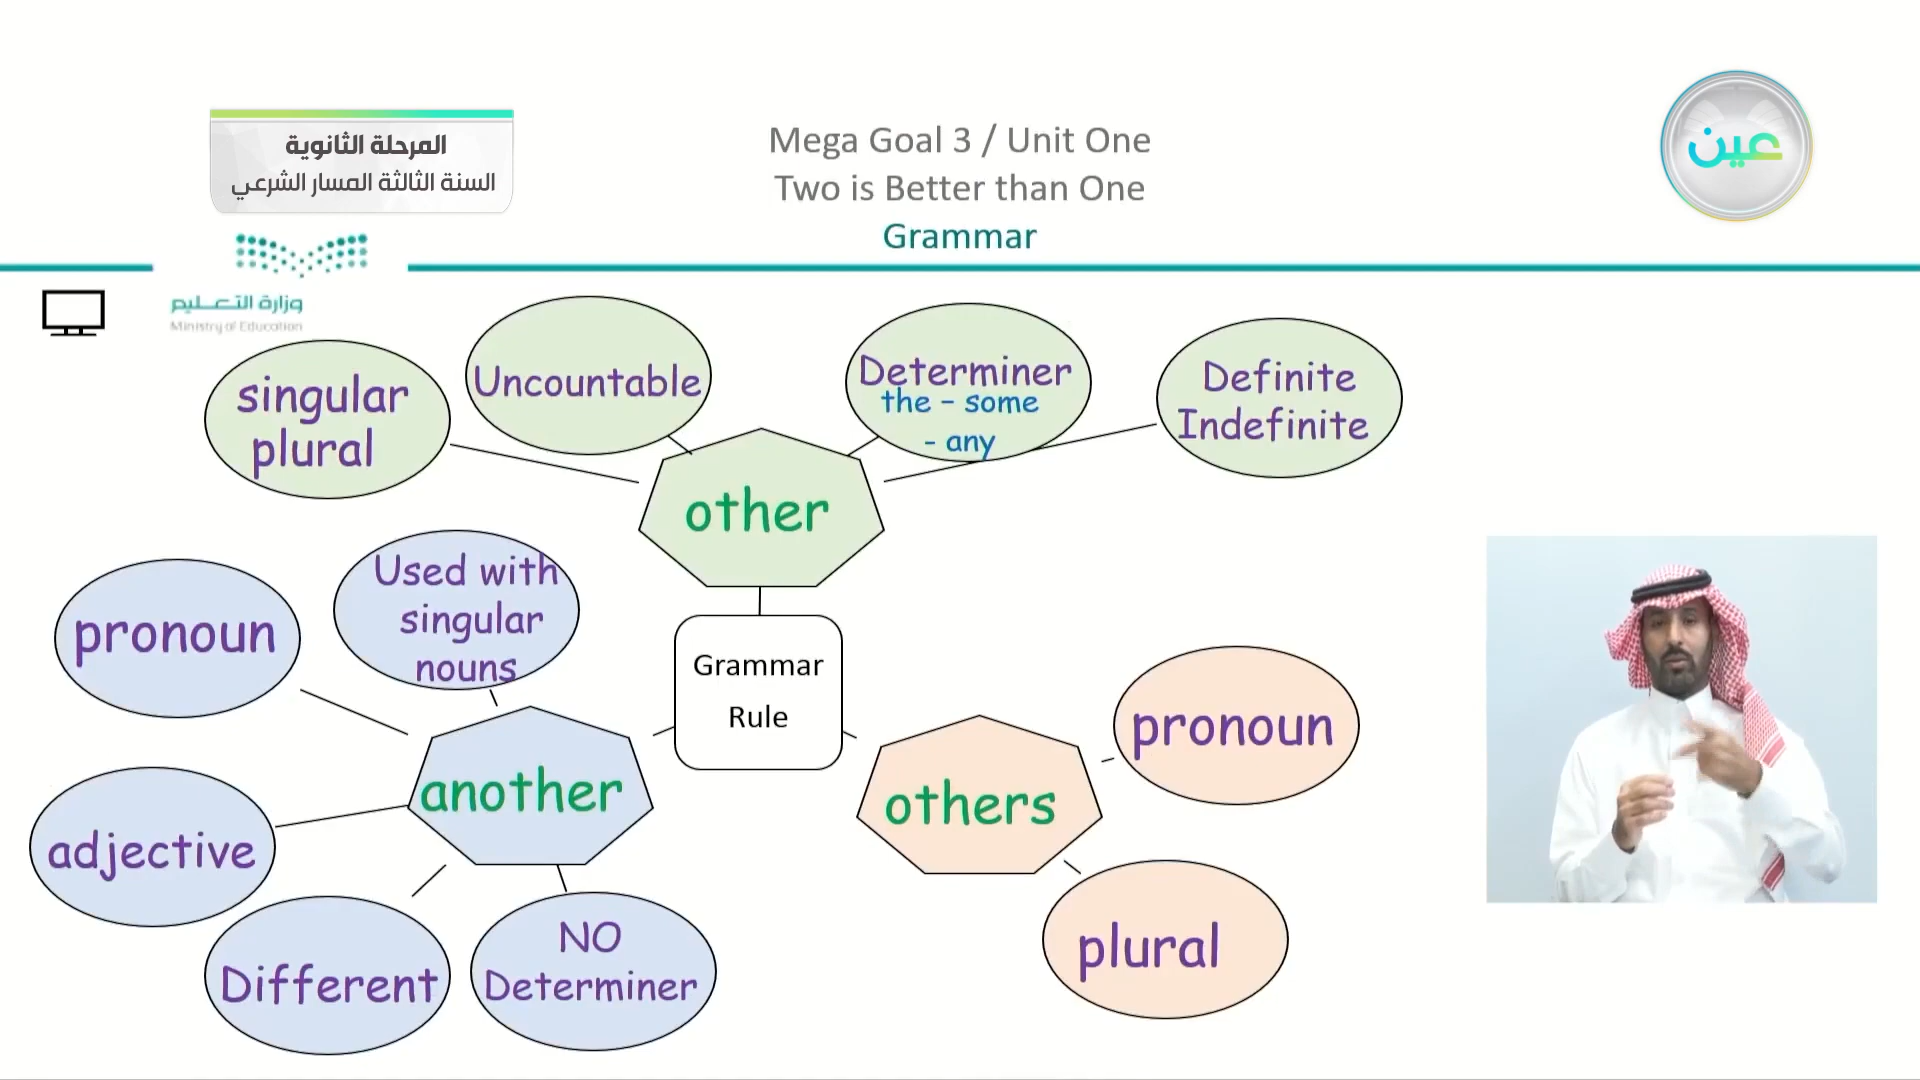 المرحلة الثانوية
السنة الثالثة المسار الشرعي
Mega Goal 3 / Unit One
Two is Better than One
Grammar
عين
وزارة التعليم
Ministry of Education
singular
plural
Uncountable
Determiner
the – some
- any
Definite
Indefinite
other
pronoun
Used with
singular
nouns
Grammar
Rule
another
adjective
Different
NO
Determiner
others
pronoun
plural